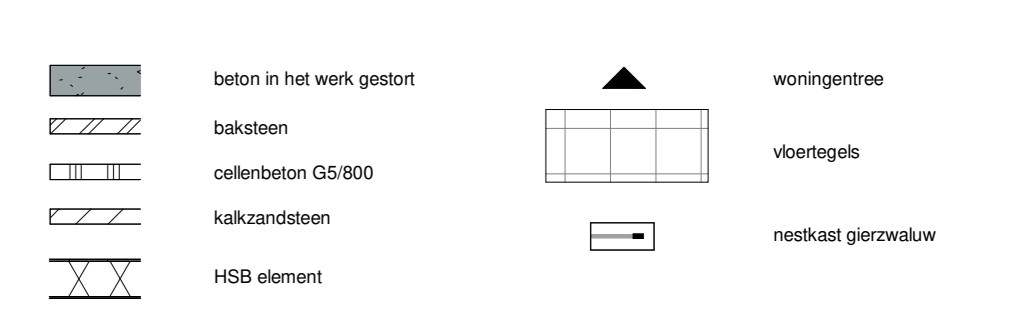 beton in het werk gestort
baksteen
cellenbeton G5/800
kalkzandsteen
HSB element
woningentree
vloertegels
nestkast gierzwaluw